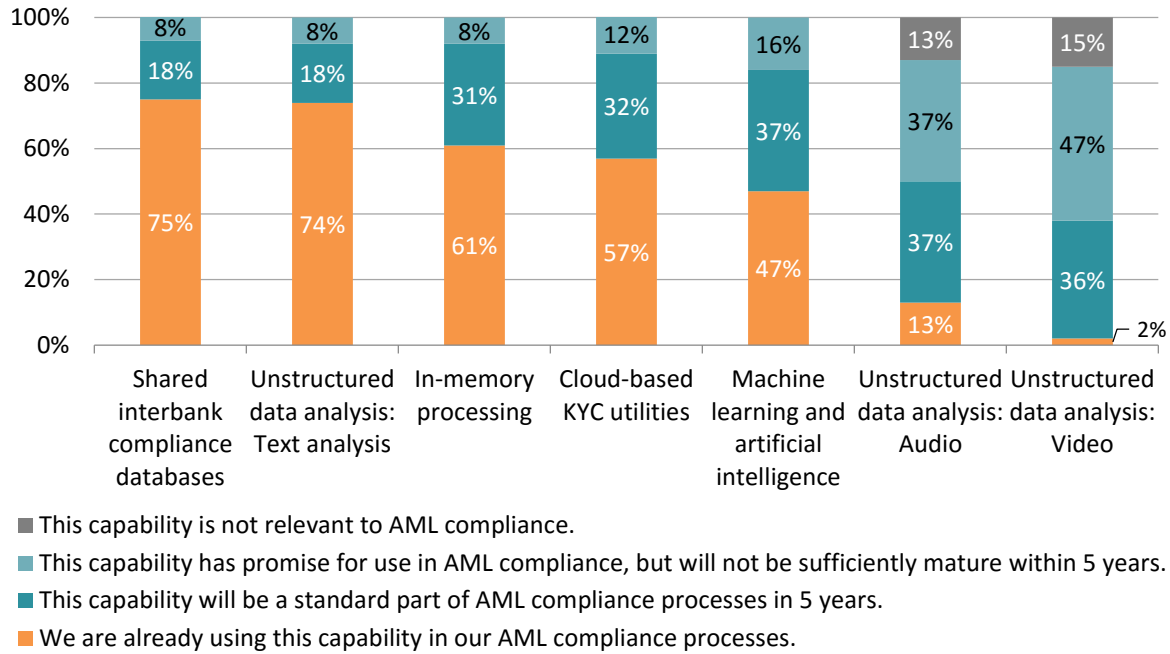 100%
80%
60%
40%
20%
0%
8% 8% 8% 12% 16% 13% 15%
18% 18% 31% 32% 37% 37% 47%
75% 74% 61% 57% 47% 37% 36%
13% 2%
Shared
interbank
compliance
databases
Unstructured
data analysis:
Text analysis
In-memory
processing
Cloud-based
KYC utilities
Machine
learning and
artificial
intelligence
Unstructured
data analysis:
Audio
Unstructured
data analysis:
Video
This capability is not relevant to AML compliance.
This capability has promise for use in AML compliance, but will not be sufficiently mature within 5 years.
This capability will be a standard part of AML compliance processes in 5 years.
We are already using this capability in our AML compliance processes.